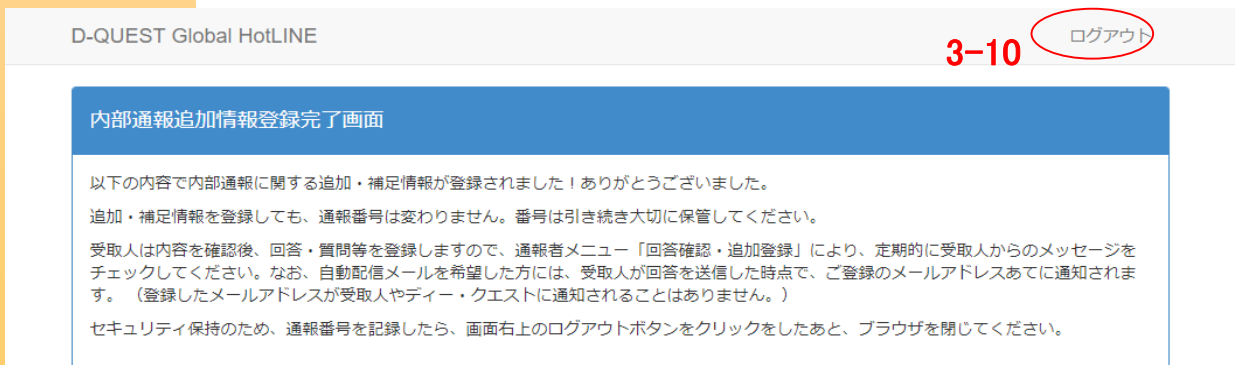 D-QUEST Global HotLINE
3-10
ログアウト
内部通報追加情報登録完了画面
以下の内容で内部通報に関する追加・補足情報が登録されました！ありがとうございました。
追加・補足情報を登録しても、通報番号は変わりません。番号は引き続き大切に保管してください。
受取人は内容を確認後、回答・質問等を登録しますので、通報者メニュー「回答確認・追加登録」により、定期的に受取人からのメッセージを
チェックしてください。なお、自動配信メールを希望した方には、受取人が回答を送信した時点で、ご登録のメールアドレスあてに通知されま
す。 （登録したメールアドレスが受取人やディー・クエストに通知されることはありません。）
セキュリティ保持のため、通報番号を記録したら、画面右上のログアウトボタンをクリックをしたあと、ブラウザを閉じてください。